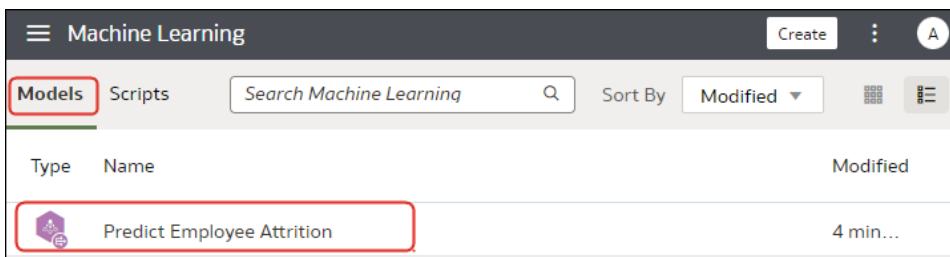 Machine Learning Create A
Models Scripts Search Machine Learning Sort By Modified
Type Name Modified
Predict Employee Attrition 4 min...